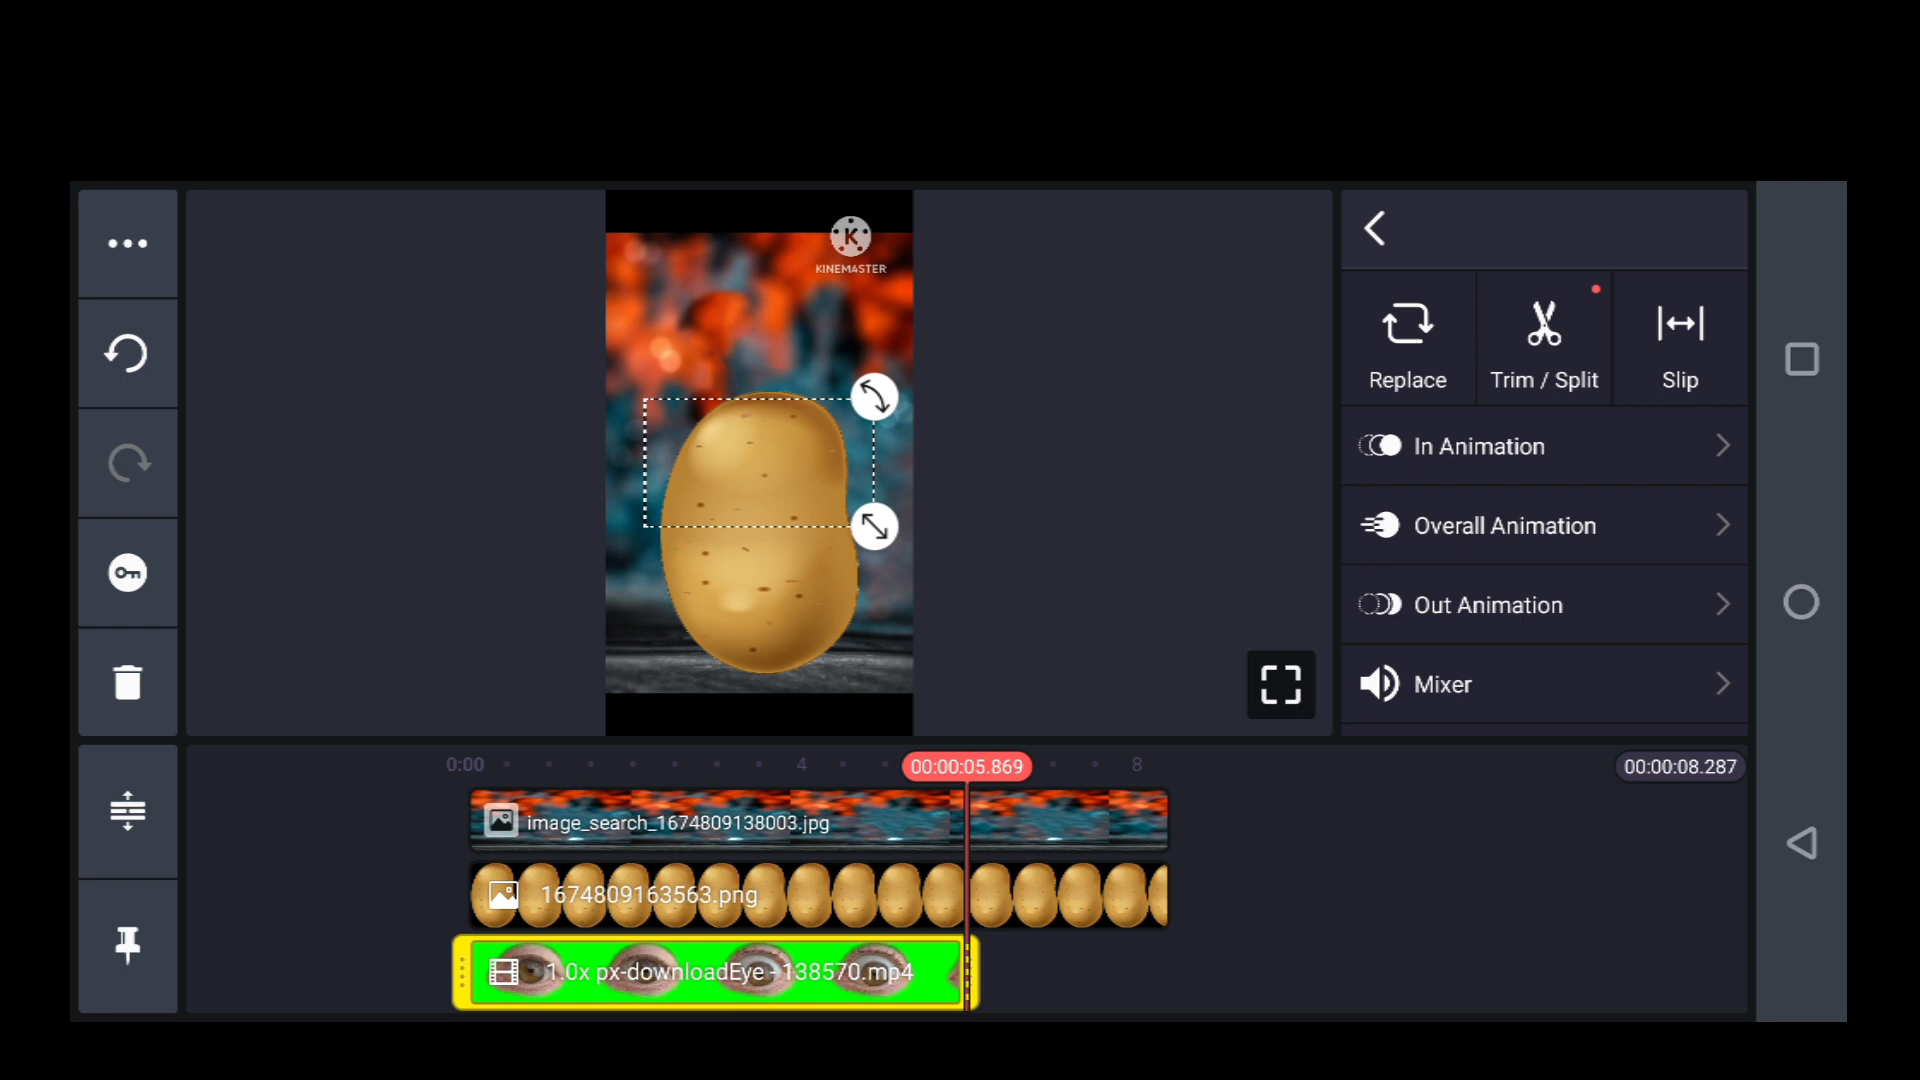 KINEMASTER
Replace
Trim / Split
Slip
In Animation
Overall Animation
Out Animation
Mixer
0:00
4
00:00:05.869
8
00:00:08.287
image_search_1674809138003.jpg
1674809163563.png
1.0x px-downloadEye - 138570.mp4